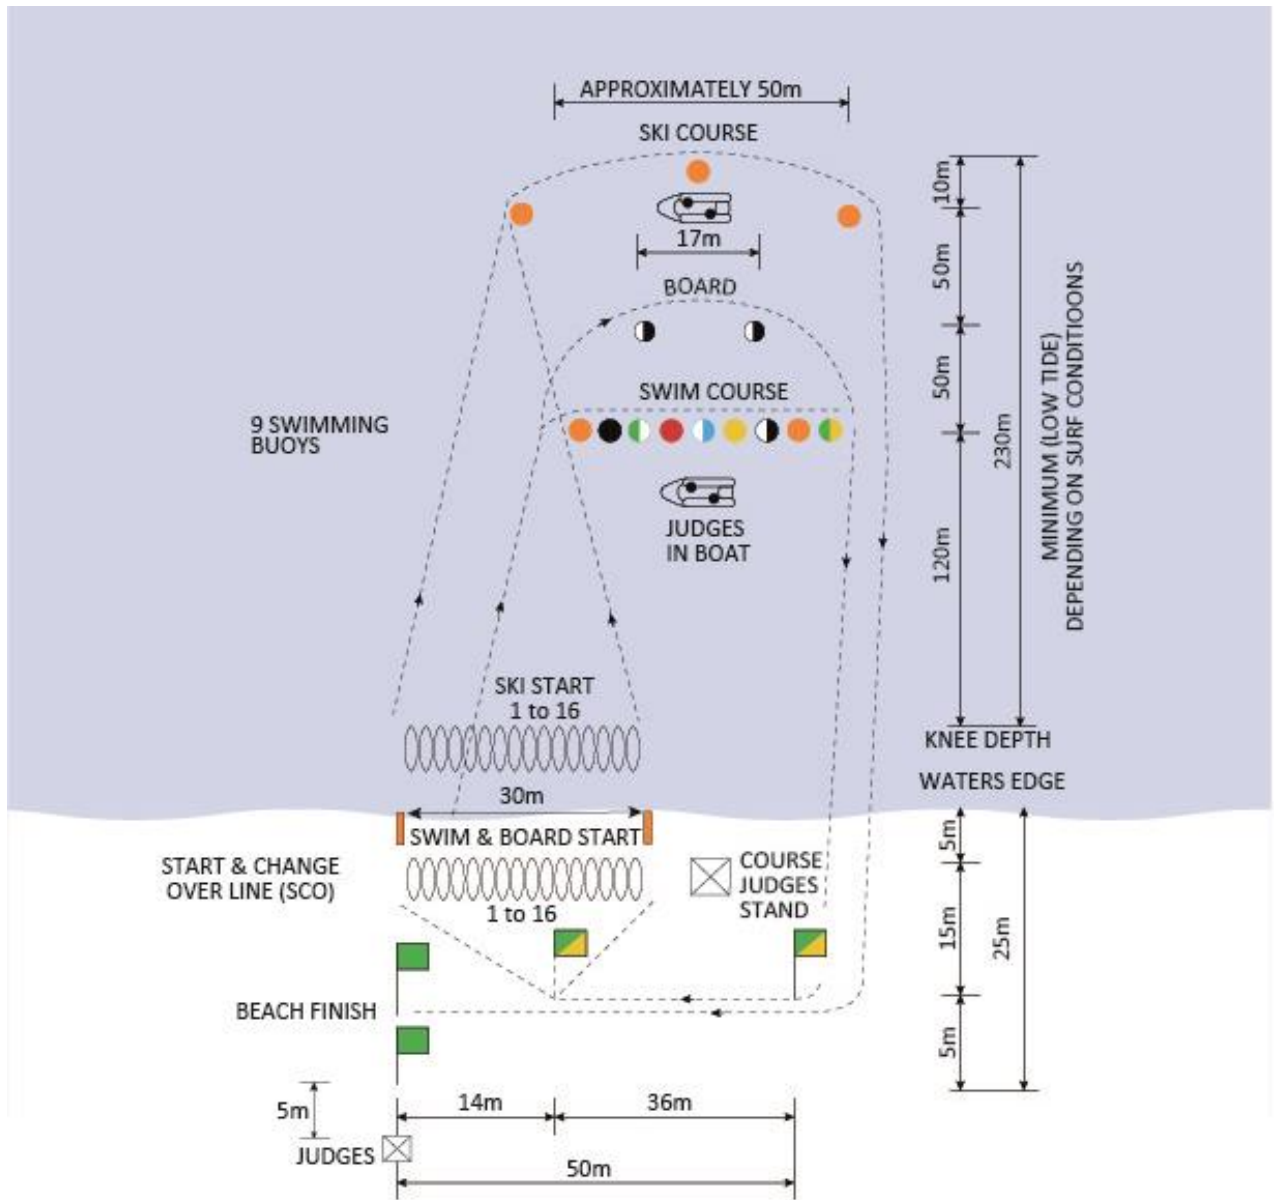 APPROXIMATELY 50m
SKI COURSE
17m
BOARD
SWIM COURSE
9 SWIMMING
BUOYS
JUDGES
IN BOAT
10m
50m
50m
120m
230m
MINIMUM (LOW TIDE)
DEPENDING ON SURF CONDITIOONS
SKI START
1 to 16
KNEE DEPTH
WATERS EDGE
30m
SWIM & BOARD START
START & CHANGE
OVER LINE (SCO)
1 to 16
COURSE
JUDGES
STAND
5m
15m
25m
5m
BEACH FINISH
5m
14m
36m
JUDGES
50m